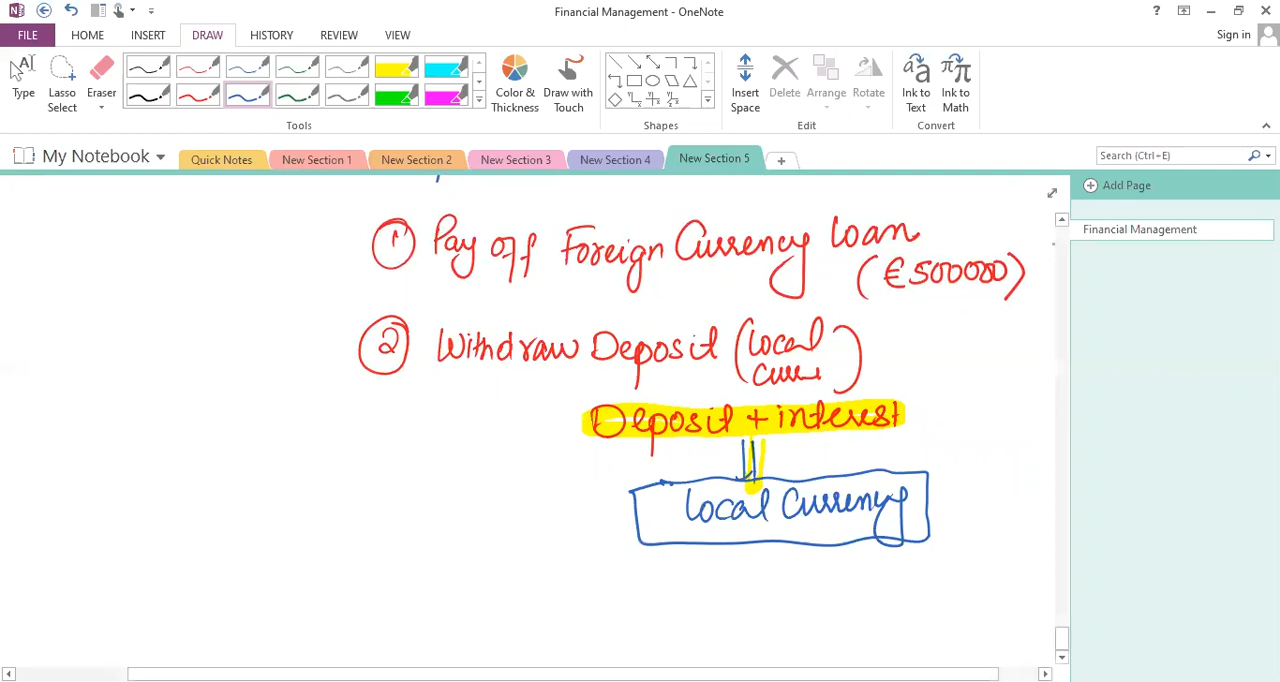 Financial Management - OneNote
?
FILE
HOME
INSERT
DRAW
HISTORY
REVIEW
VIEW
Sign in
Type
Lasso
Select
Eraser
Color &
Thickness
Draw with
Touch
Insert
Space
Delete
Arrange
Rotate
Ink to
Text
Ink to
Math
Tools
Shapes
Edit
Convert
My Notebook
Quick Notes
New Section 1
New Section 2
New Section 3
New Section 4
New Section 5
Search (Ctrl+E)
Add Page
Financial Management
1 Pay off Foreign Currency Loan
(€500000)
2 Withdraw Deposit (Local
Curre)
Deposit + interest
Local Currency